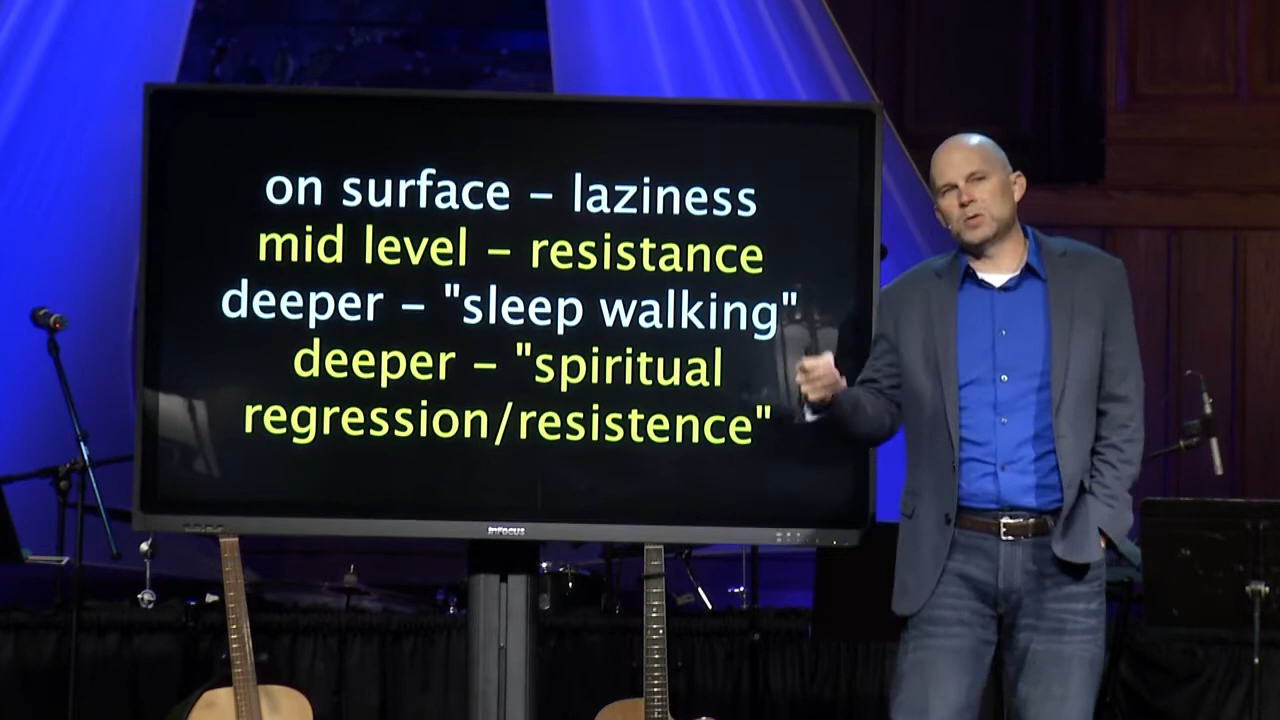 on surface – laziness
mid level – resistance
deeper – "sleep walking"
deeper – "spiritual
regression/resistence"
InFocus